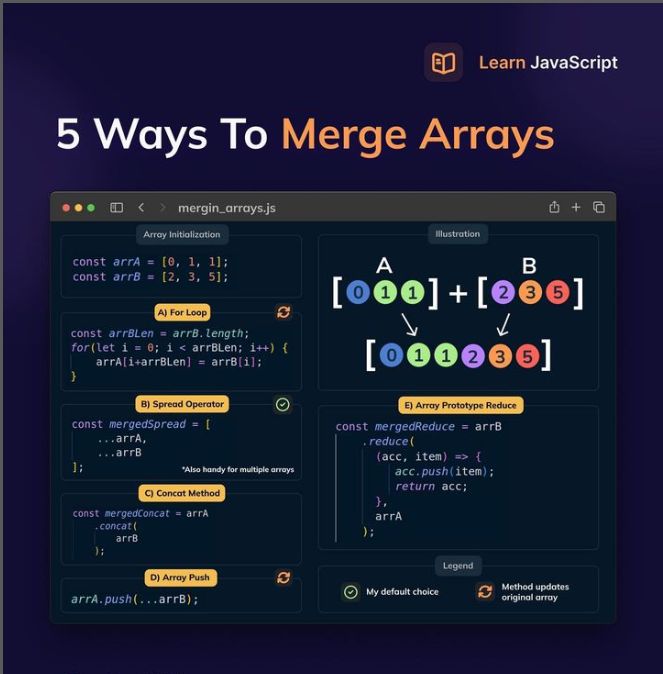 Learn JavaScript
5 Ways To Merge Arrays
mergin_arrays.js
Array Initialization
const arrA = [0, 1, 1];
const arrB = [2, 3, 5];
A) For Loop
const arrBLen = arrB.length;
for(let i = 0; i < arrBLen; i++) {
arrA[i+arrBLen] = arrB[i];
}
B) Spread Operator
const mergedSpread = [
...arrA,
...arrB
];
*Also handy for multiple arrays
C) Concat Method
const mergedConcat = arrA
.concat(
arrB
);
D) Array Push
arrA.push(...arrB);
Illustration
A B
[0 1 1] + [2 3 5]
[0 1 1 2 3 5]
E) Array Prototype Reduce
const mergedReduce = arrB
.reduce(
(acc, item) => {
acc.push(item);
return acc;
},
arrA
);
Legend
My default choice
Method updates
original array